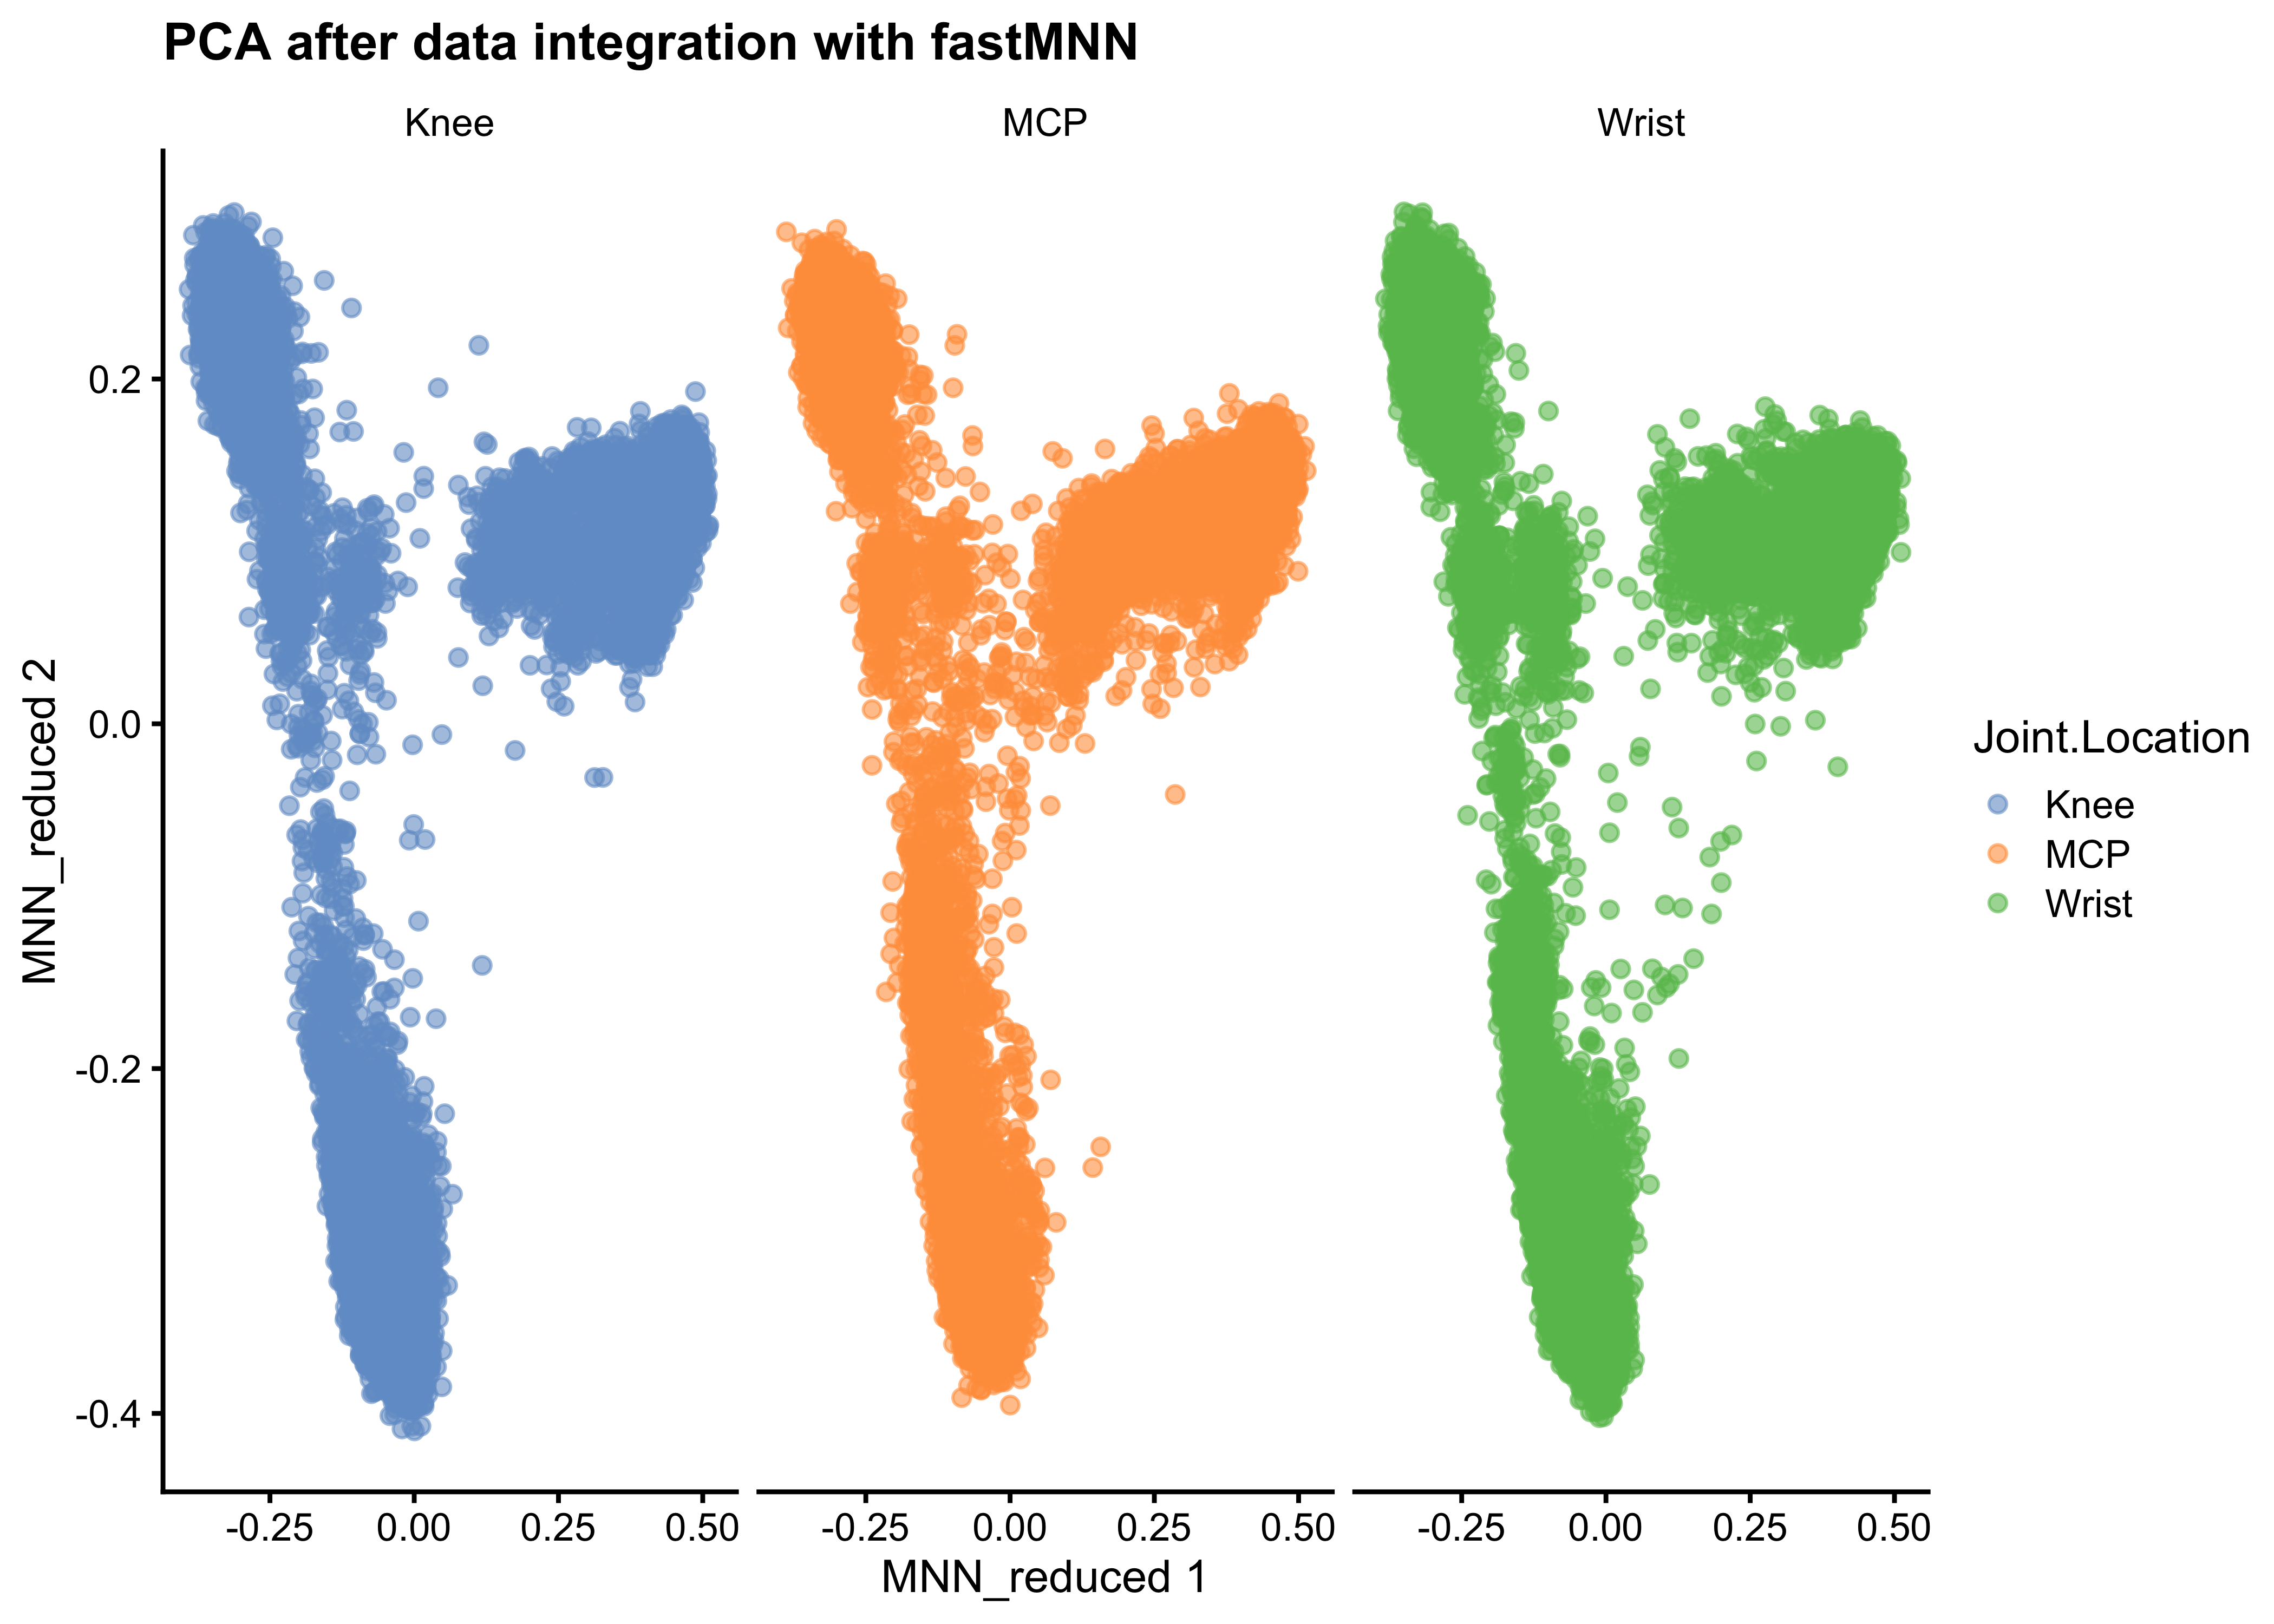 PCA after data integration with fastMNN
Knee MCP Wrist
0.2
0.0
-0.2
-0.4
MNN_reduced 2
-0.25 0.00 0.25 0.50 -0.25 0.00 0.25 0.50 -0.25 0.00 0.25 0.50
MNN_reduced 1
Joint.Location
Knee
MCP
Wrist